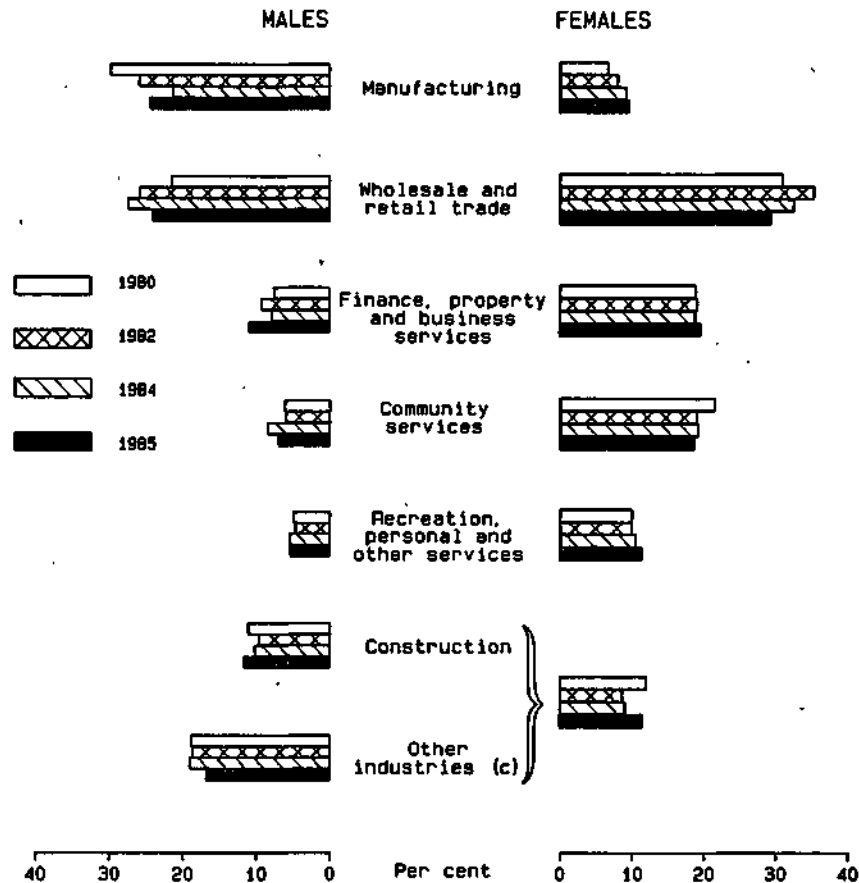 MALES FEMALES
Manufacturing
Wholesale and
retail trade
1980
Finance, property
and business
services
1982
1984
Community
services
1985
Recreation,
personal and
other services
Construction
Other
industries (c)
40 30 20 10 0 Per cent 0 10 20 30 40